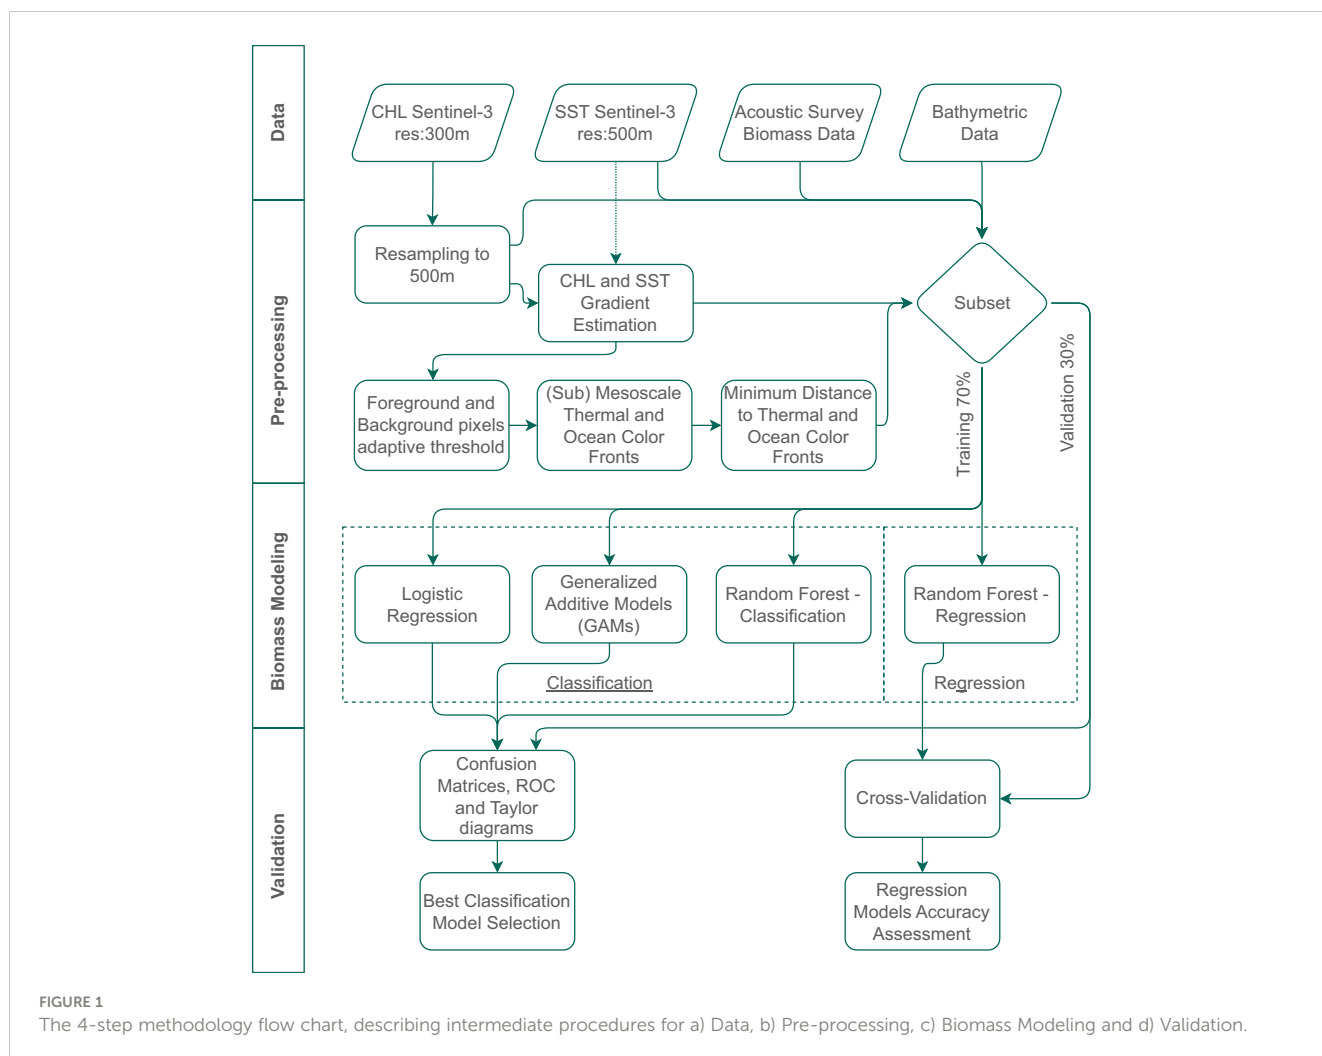 Data
CHL Sentinel-3
res:300m
SST Sentinel-3
res:500m
Acoustic Survey
Biomass Data
Bathymetric
Data
Pre-processing
Resampling to
500m
CHL and SST
Gradient
Estimation
Subset
Foreground and
Background pixels
adaptive threshold
(Sub) Mesoscale
Thermal and
Ocean Color
Fronts
Minimum Distance
to Thermal and
Ocean Color
Fronts
Training 70%
Validation 30%
Biomass Modeling
Logistic
Regression
Generalized
Additive Models
(GAMs)
Random Forest -
Classification
Random Forest -
Regression
Classification
Regression
Validation
Confusion
Matrices, ROC
and Taylor
diagrams
Cross-Validation
Best Classification
Model Selection
Regression
Models Accuracy
Assessment
FIGURE 1
The 4-step methodology flow chart, describing intermediate procedures for a) Data, b) Pre-processing, c) Biomass Modeling and d) Validation.